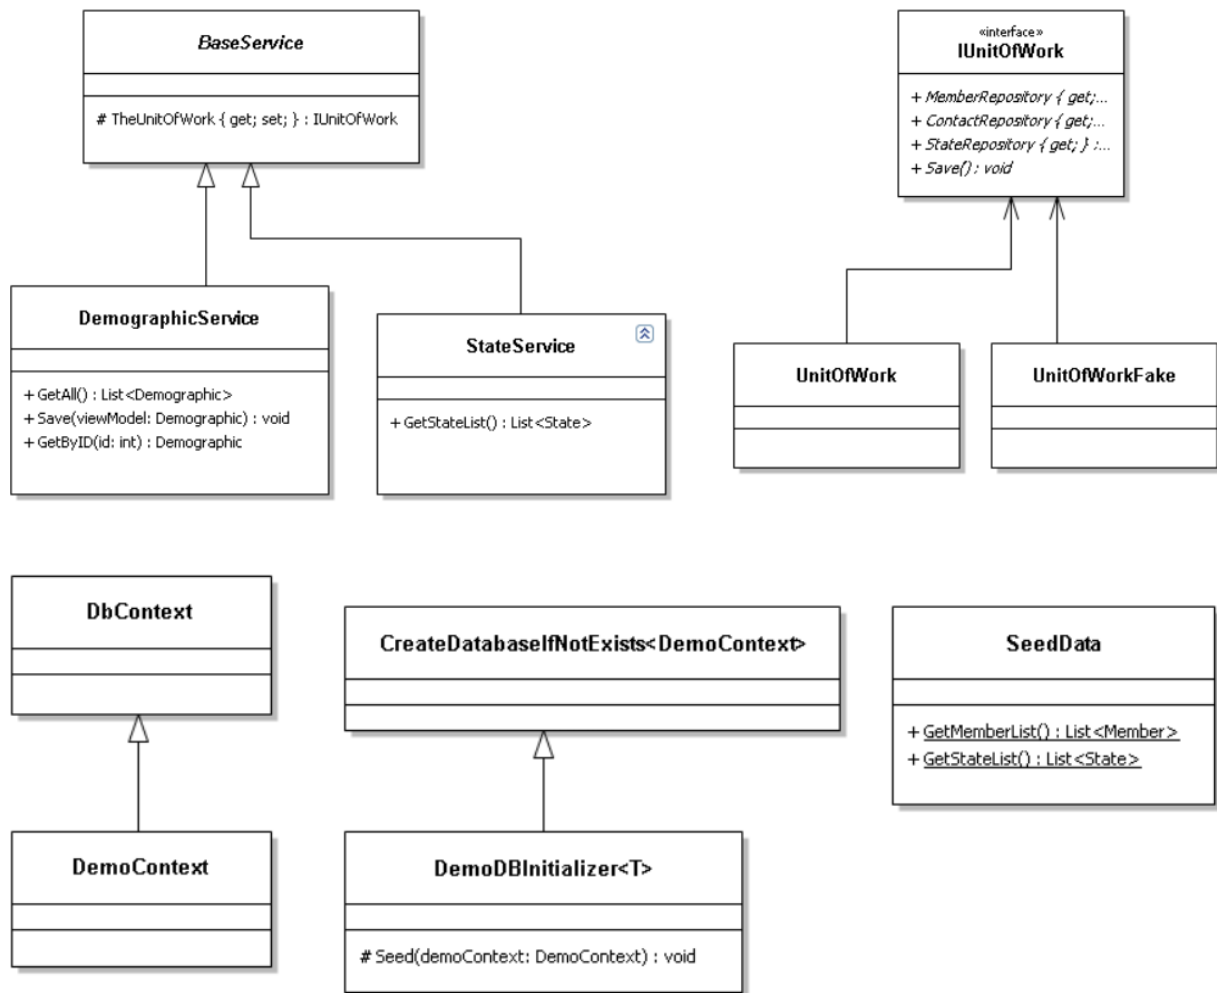 BaseService
# TheUnitOfWork { get; set; } : IUnitOfWork
«interface»
IUnitOfWork
+ MemberRepository { get;...
+ ContactRepository { get;...
+ StateRepository { get; } :...
+ Save() : void
DemographicService
+ GetAll() : List<Demographic>
+ Save(viewModel: Demographic) : void
+ GetByID(id: int) : Demographic
StateService
+ GetStateList() : List<State>
UnitOfWork
UnitOfWorkFake
DbContext
CreateDatabaseIfNotExists<DemoContext>
SeedData
+ GetMemberList() : List<Member>
+ GetStateList() : List<State>
DemoContext
DemoDBInitializer<T>
# Seed(demoContext: DemoContext) : void